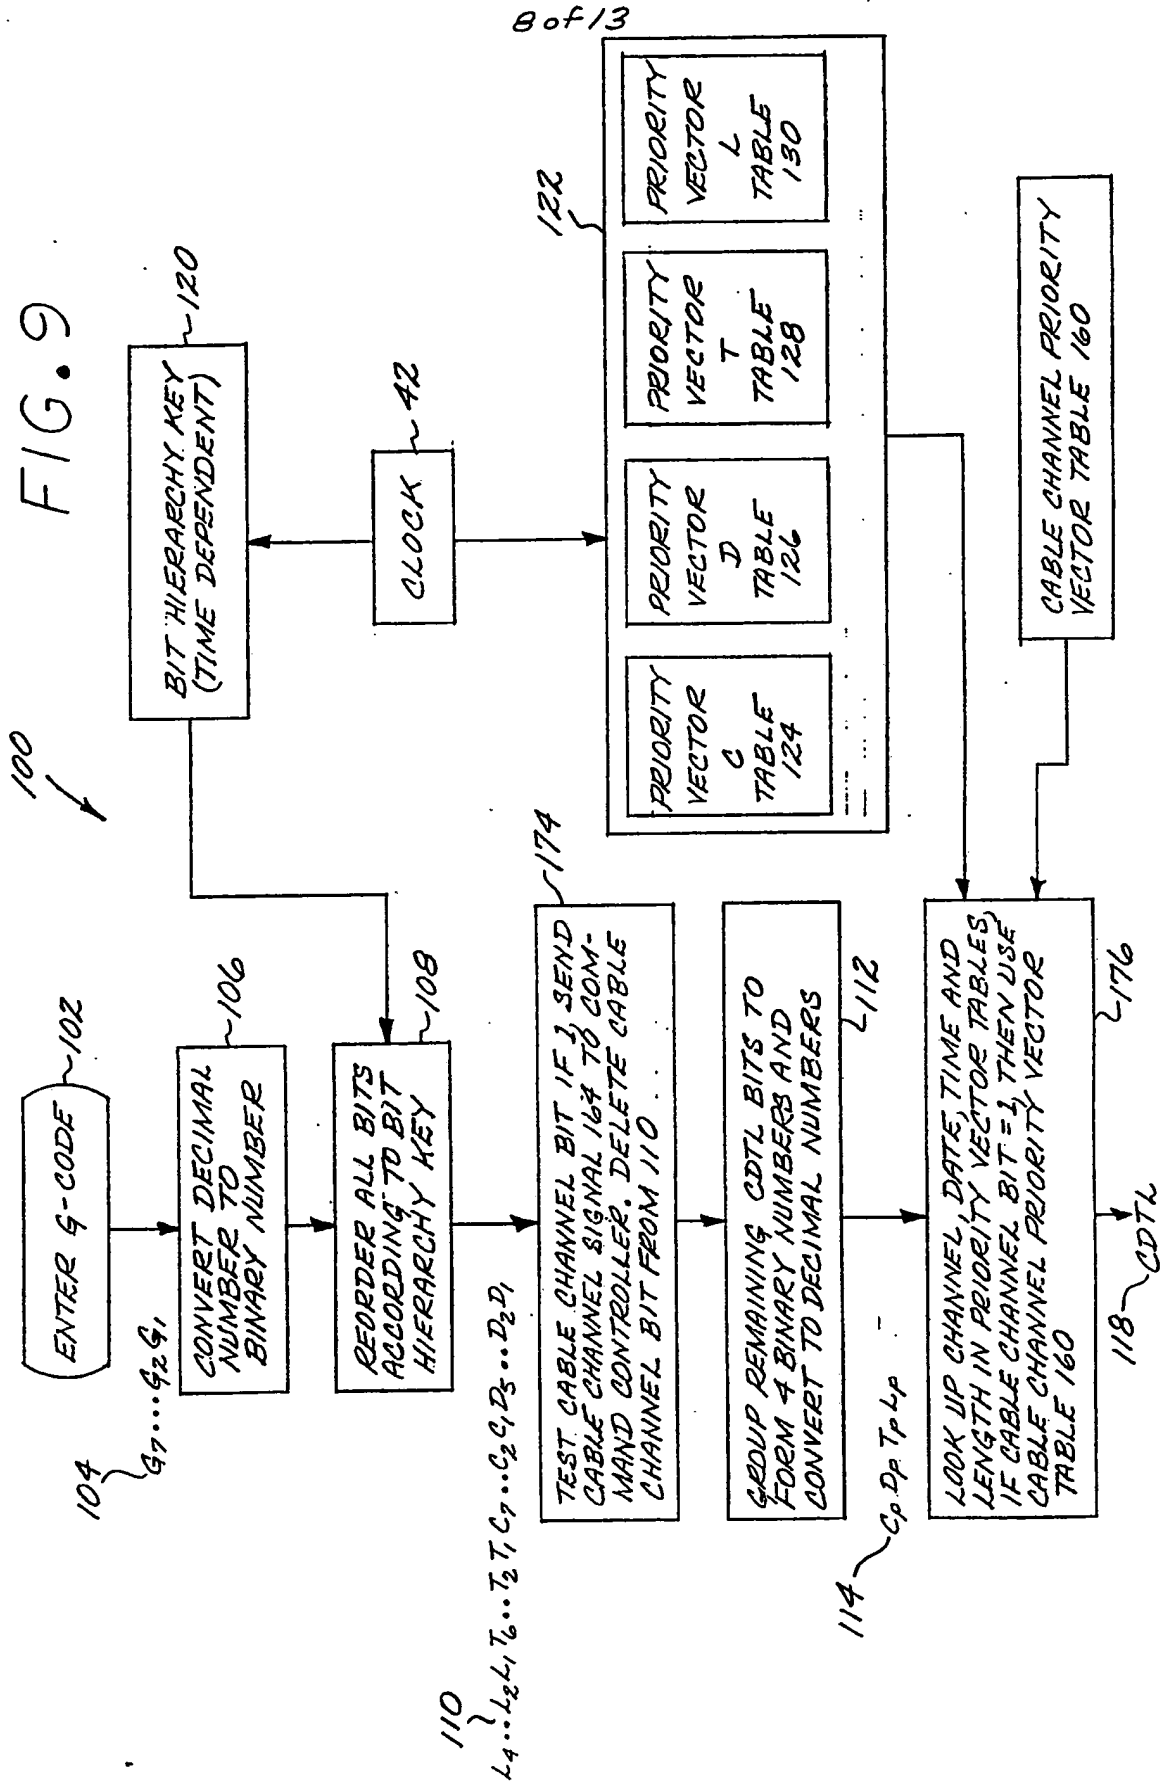 8 of 13
FIG. 9
100
ENTER G-CODE
102
104
G7....G2G1
CONVERT DECIMAL
NUMBER TO
BINARY NUMBER
106
REORDER ALL BITS
ACCORDING TO BIT
HIERARCHY KEY
108
BIT HIERARCHY KEY
(TIME DEPENDENT)
120
CLOCK
42
110
L4..L2L1T6..T2T1C7..C2C1D5..D2D1
TEST CABLE CHANNEL BIT IF 1, SEND
CABLE CHANNEL SIGNAL 164 TO COM-
MAND CONTROLLER. DELETE CABLE
CHANNEL BIT FROM 110
174
GROUP REMAINING CDTL BITS TO
FORM 4 BINARY NUMBERS AND
CONVERT TO DECIMAL NUMBERS
112
114
CpDpTpLp
122
PRIORITY
VECTOR
C
TABLE
124
PRIORITY
VECTOR
D
TABLE
126
PRIORITY
VECTOR
T
TABLE
128
PRIORITY
VECTOR
L
TABLE
130
LOOK UP CHANNEL, DATE, TIME AND
LENGTH IN PRIORITY VECTOR TABLES,
IF CABLE CHANNEL BIT = 1, THEN USE
CABLE CHANNEL PRIORITY VECTOR
TABLE 160
176
CABLE CHANNEL PRIORITY
VECTOR TABLE 160
118
CDTL